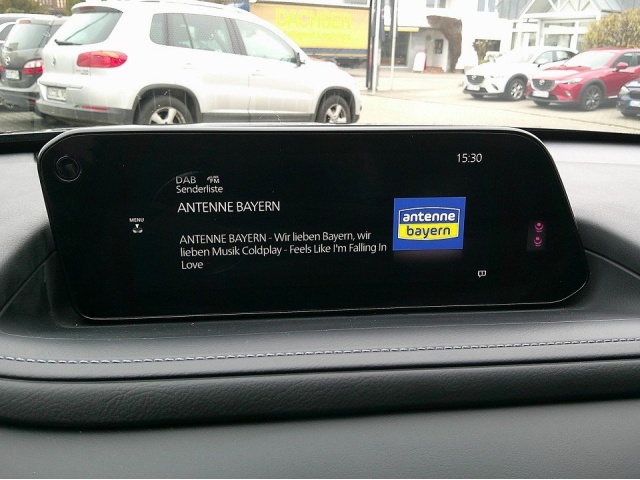 15:30
DAB FM
Senderliste
ANTENNE BAYERN
MENU
ANTENNE BAYERN - Wir lieben Bayern, wir
lieben Musik Coldplay - Feels Like I'm Falling In
Love
antenne
bayern